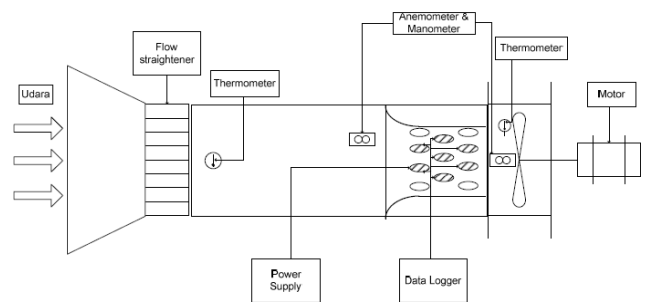 Anemometer &
Manometer
Flow
straightener
Thermometer
Thermometer
Udara
Motor
Power
Supply
Data Logger